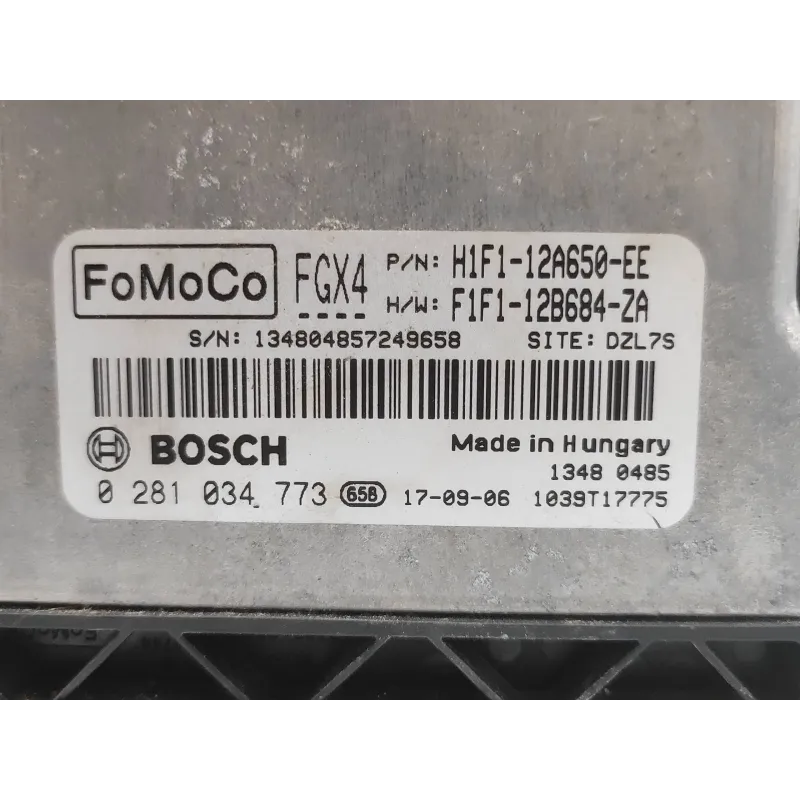 FoMoCo FGX4 P/N: H1F1-12A650-EE
H/W: F1F1-12B684-ZA
S/N: 134804857249658 SITE: DZL7S
BOSCH Made in Hungary
1348 0485
0 281 034 773 658 17-09-06 1039T17775